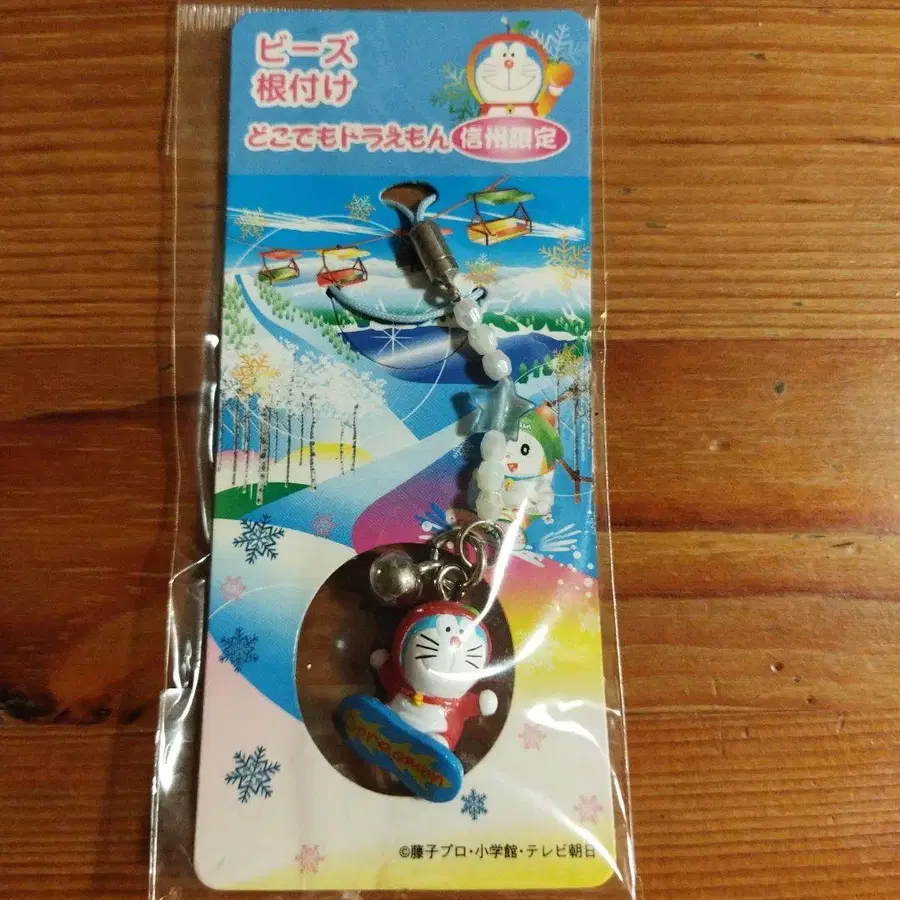 ビーズ
根付け
どこでもドラえもん 信州限定
Doraemon
©藤子プロ・小学館・テレビ朝日